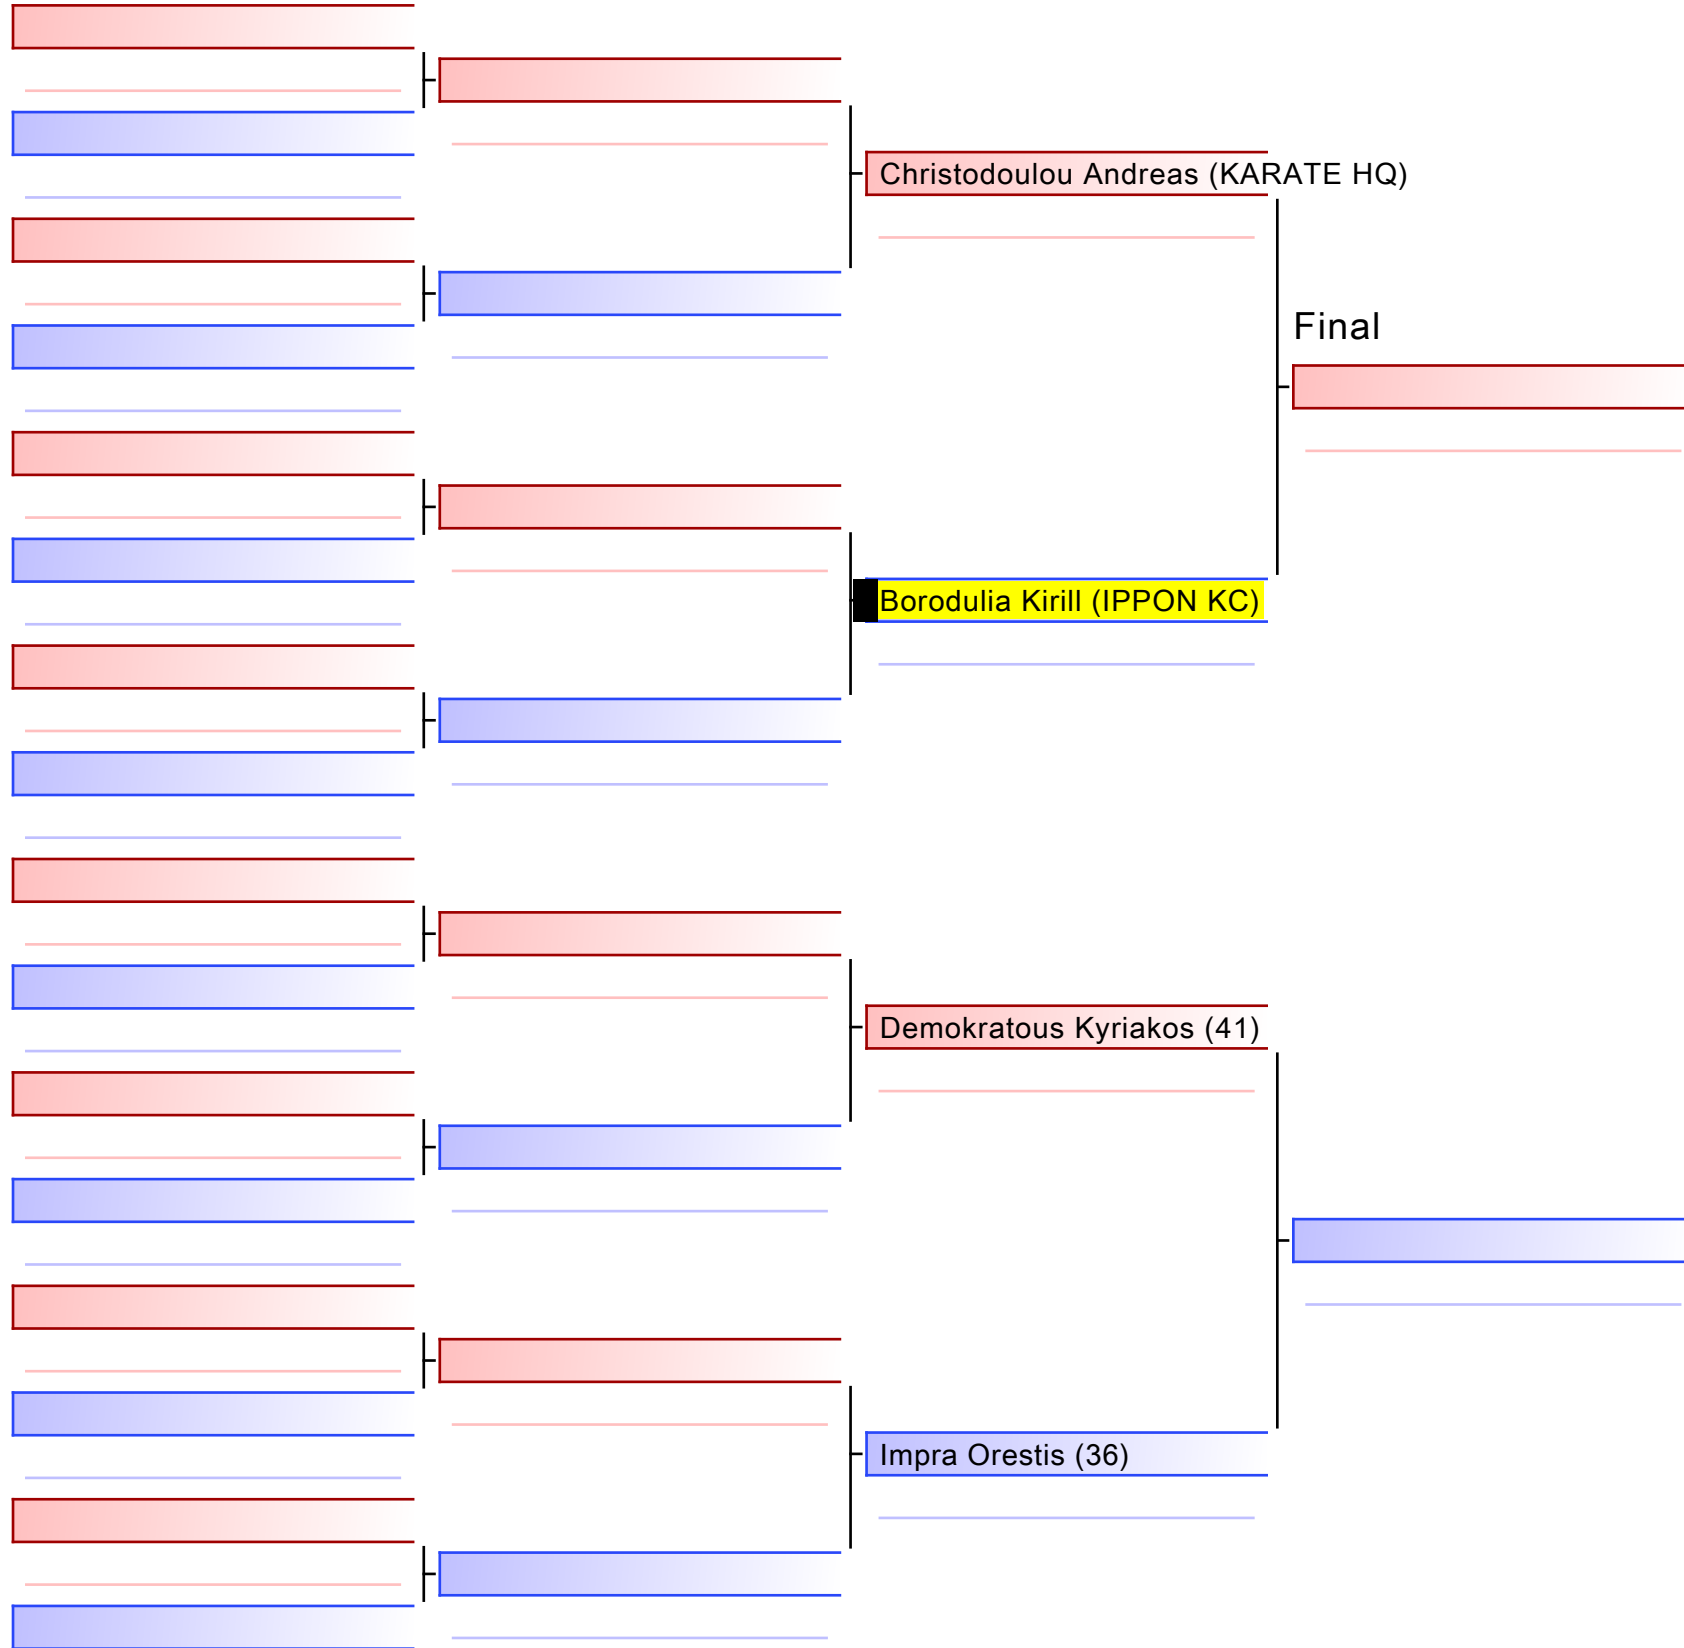 Christodoulou Andreas (KARATE HQ)
Final
Borodulia Kirill (IPPON KC)
Demokratous Kyriakos (41)
Impra Orestis (36)